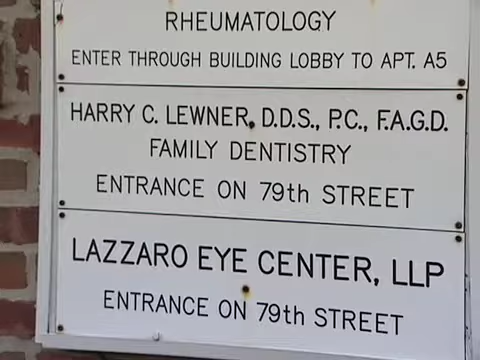 RHEUMATOLOGY
ENTER THROUGH BUILDING LOBBY TO APT. A5
HARRY C. LEWNER, D.D.S., P.C., F.A.G.D.
FAMILY DENTISTRY
ENTRANCE ON 79th STREET
LAZZARO EYE CENTER, LLP
ENTRANCE ON 79th STREET